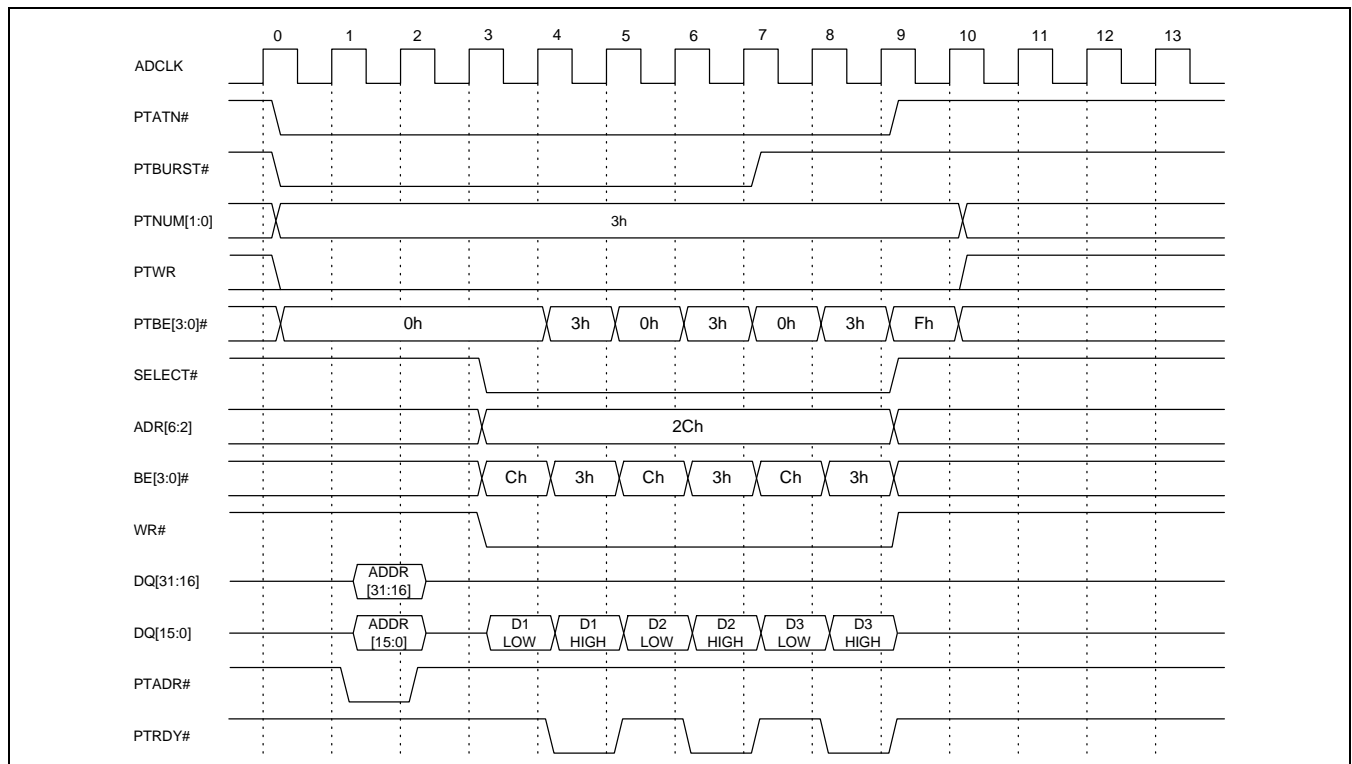 0 1 2 3 4 5 6 7 8 9 10 11 12 13
ADCLK
PTATN#
PTBURST#
PTNUM[1:0] 3h
PTWR
PTBE[3:0]# 0h 3h 0h 3h 0h 3h Fh
SELECT#
ADR[6:2] 2Ch
BE[3:0]# Ch 3h Ch 3h Ch 3h
WR#
DQ[31:16] ADDR
[31:16]
DQ[15:0] ADDR D1 D1 D2 D2 D3 D3
[15:0] LOW HIGH LOW HIGH LOW HIGH
PTADR#
PTRDY#